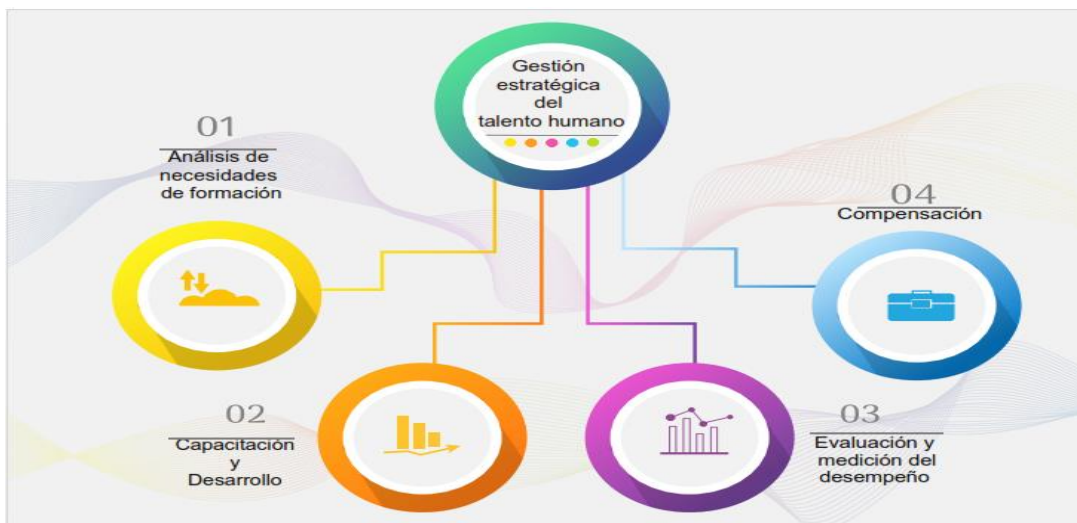 Gestión
estratégica
del
talento humano
01
Análisis de
necesidades
de formación
04
Compensación
02
Capacitación
y
Desarrollo
03
Evaluación y
medición del
desempeño